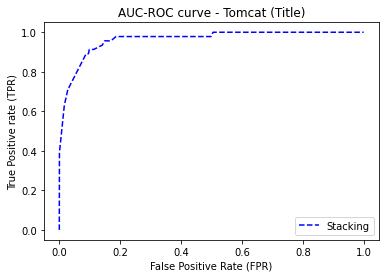 AUC-ROC curve - Tomcat (Title)
True Positive rate (TPR)
1.0
0.8
0.6
0.4
0.2
0.0
0.0 0.2 0.4 0.6 0.8 1.0
False Positive Rate (FPR)
Stacking